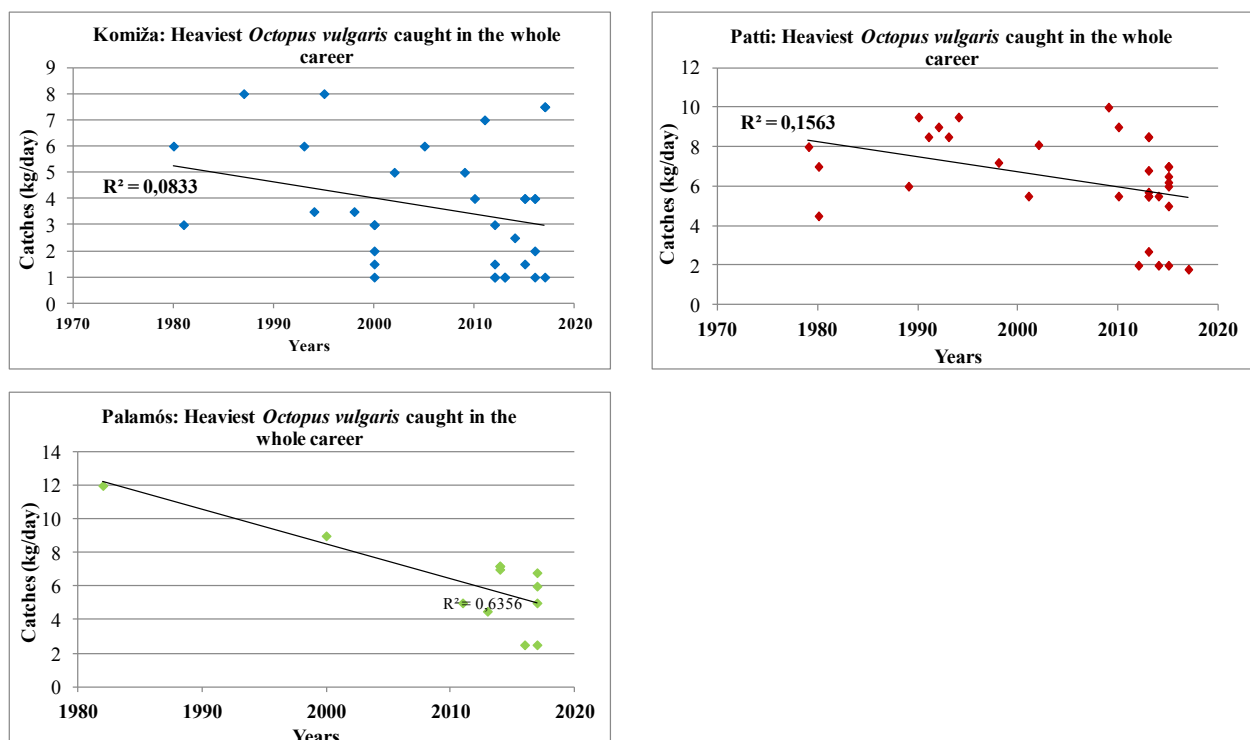 Komiža: Heaviest Octopus vulgaris caught in the whole
career
9
8
7
6
5
4
3
2
1
0
Catches (kg/day)
R² = 0,0833
1970 1980 1990 2000 2010 2020
Years
Patti: Heaviest Octopus vulgaris caught in the whole
career
12
10
8
6
4
2
0
Catches (kg/day)
R² = 0,1563
1970 1980 1990 2000 2010 2020
Years
Palamós: Heaviest Octopus vulgaris caught in the
whole career
14
12
10
8
6
4
2
0
Catches (kg/day)
R² = 0,6356
1980 1990 2000 2010 2020
Years